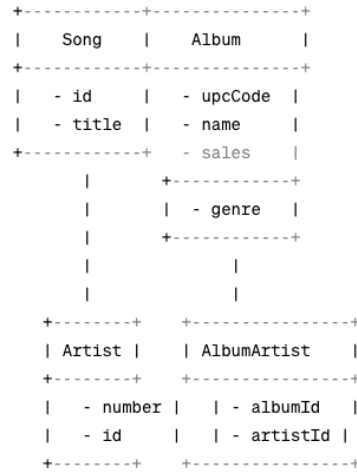 +------------+----------------+
|    Song    |    Album       |
+------------+----------------+
|   - id     |   - upcCode  |
|   - title  |   - name     |
+------------+   - sales    |
      |      +------------+
      |      |  - genre   |
      |      +------------+
      |            |
      |            |
+--------+   +-----------------+
| Artist |   | AlbumArtist    |
+--------+   +-----------------+
|   - number |   | - albumId   |
|   - id     |   | - artistId |
+--------+   +-----------------+